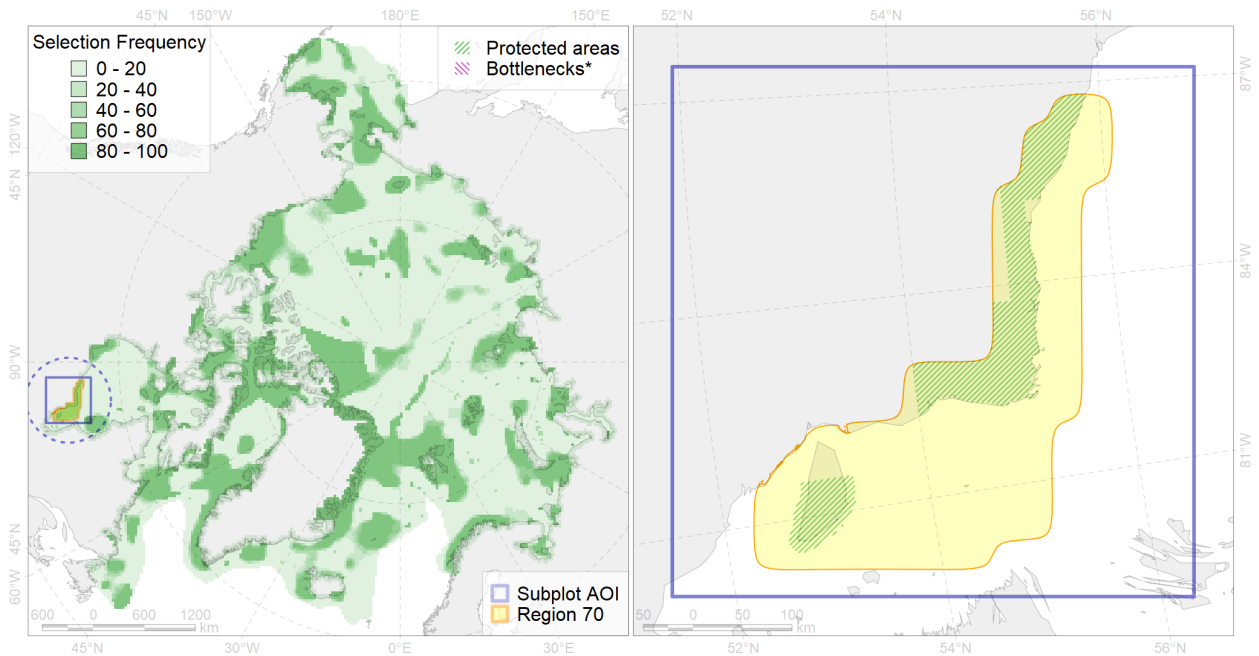 45°N 150°W 180°E 150°E 52°N 54°N 56°N
Selection Frequency
0 - 20
20 - 40
40 - 60
60 - 80
80 - 100
Protected areas
Bottlenecks*
120°W
45°N
90°W
45°N
60°W
87°W
84°W
81°W
Subplot AOI
Region 70
600 0 600 1200
km
50 0 50 100
km
45°N 30°W 0°E 30°E 52°N 54°N 56°N